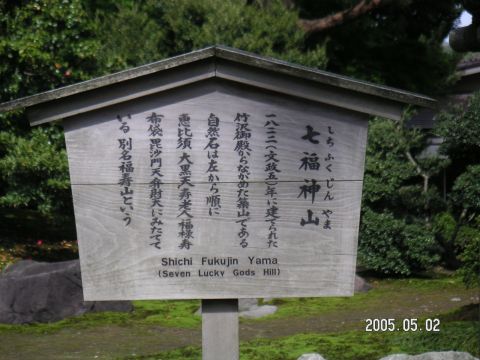 七福神山
しちふくじん やま
一八二二(文政五)年に建てられた
竹沢御殿からながめた築山である
自然石は左から順に
恵比須 大黒天 寿老人 福禄寿
布袋 毘沙門天 弁財天にみたてて
いる 別名福寿山という
Shichi Fukujin Yama
(Seven Lucky Gods Hill)
2005.05.02